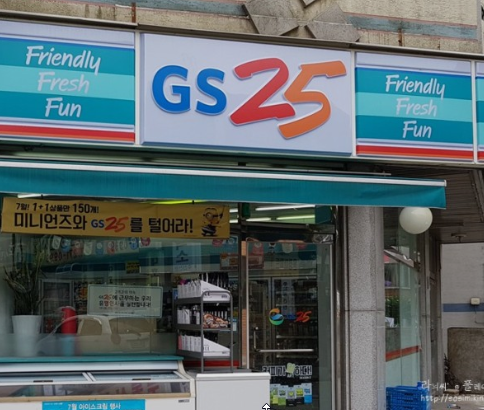 Friendly
Fresh
Fun
GS25
Friendly
Fresh
Fun
7월! 1+1상품만 150개!
미니언즈와 GS25를 털어라!
GS25
7월 아이스크림 행사